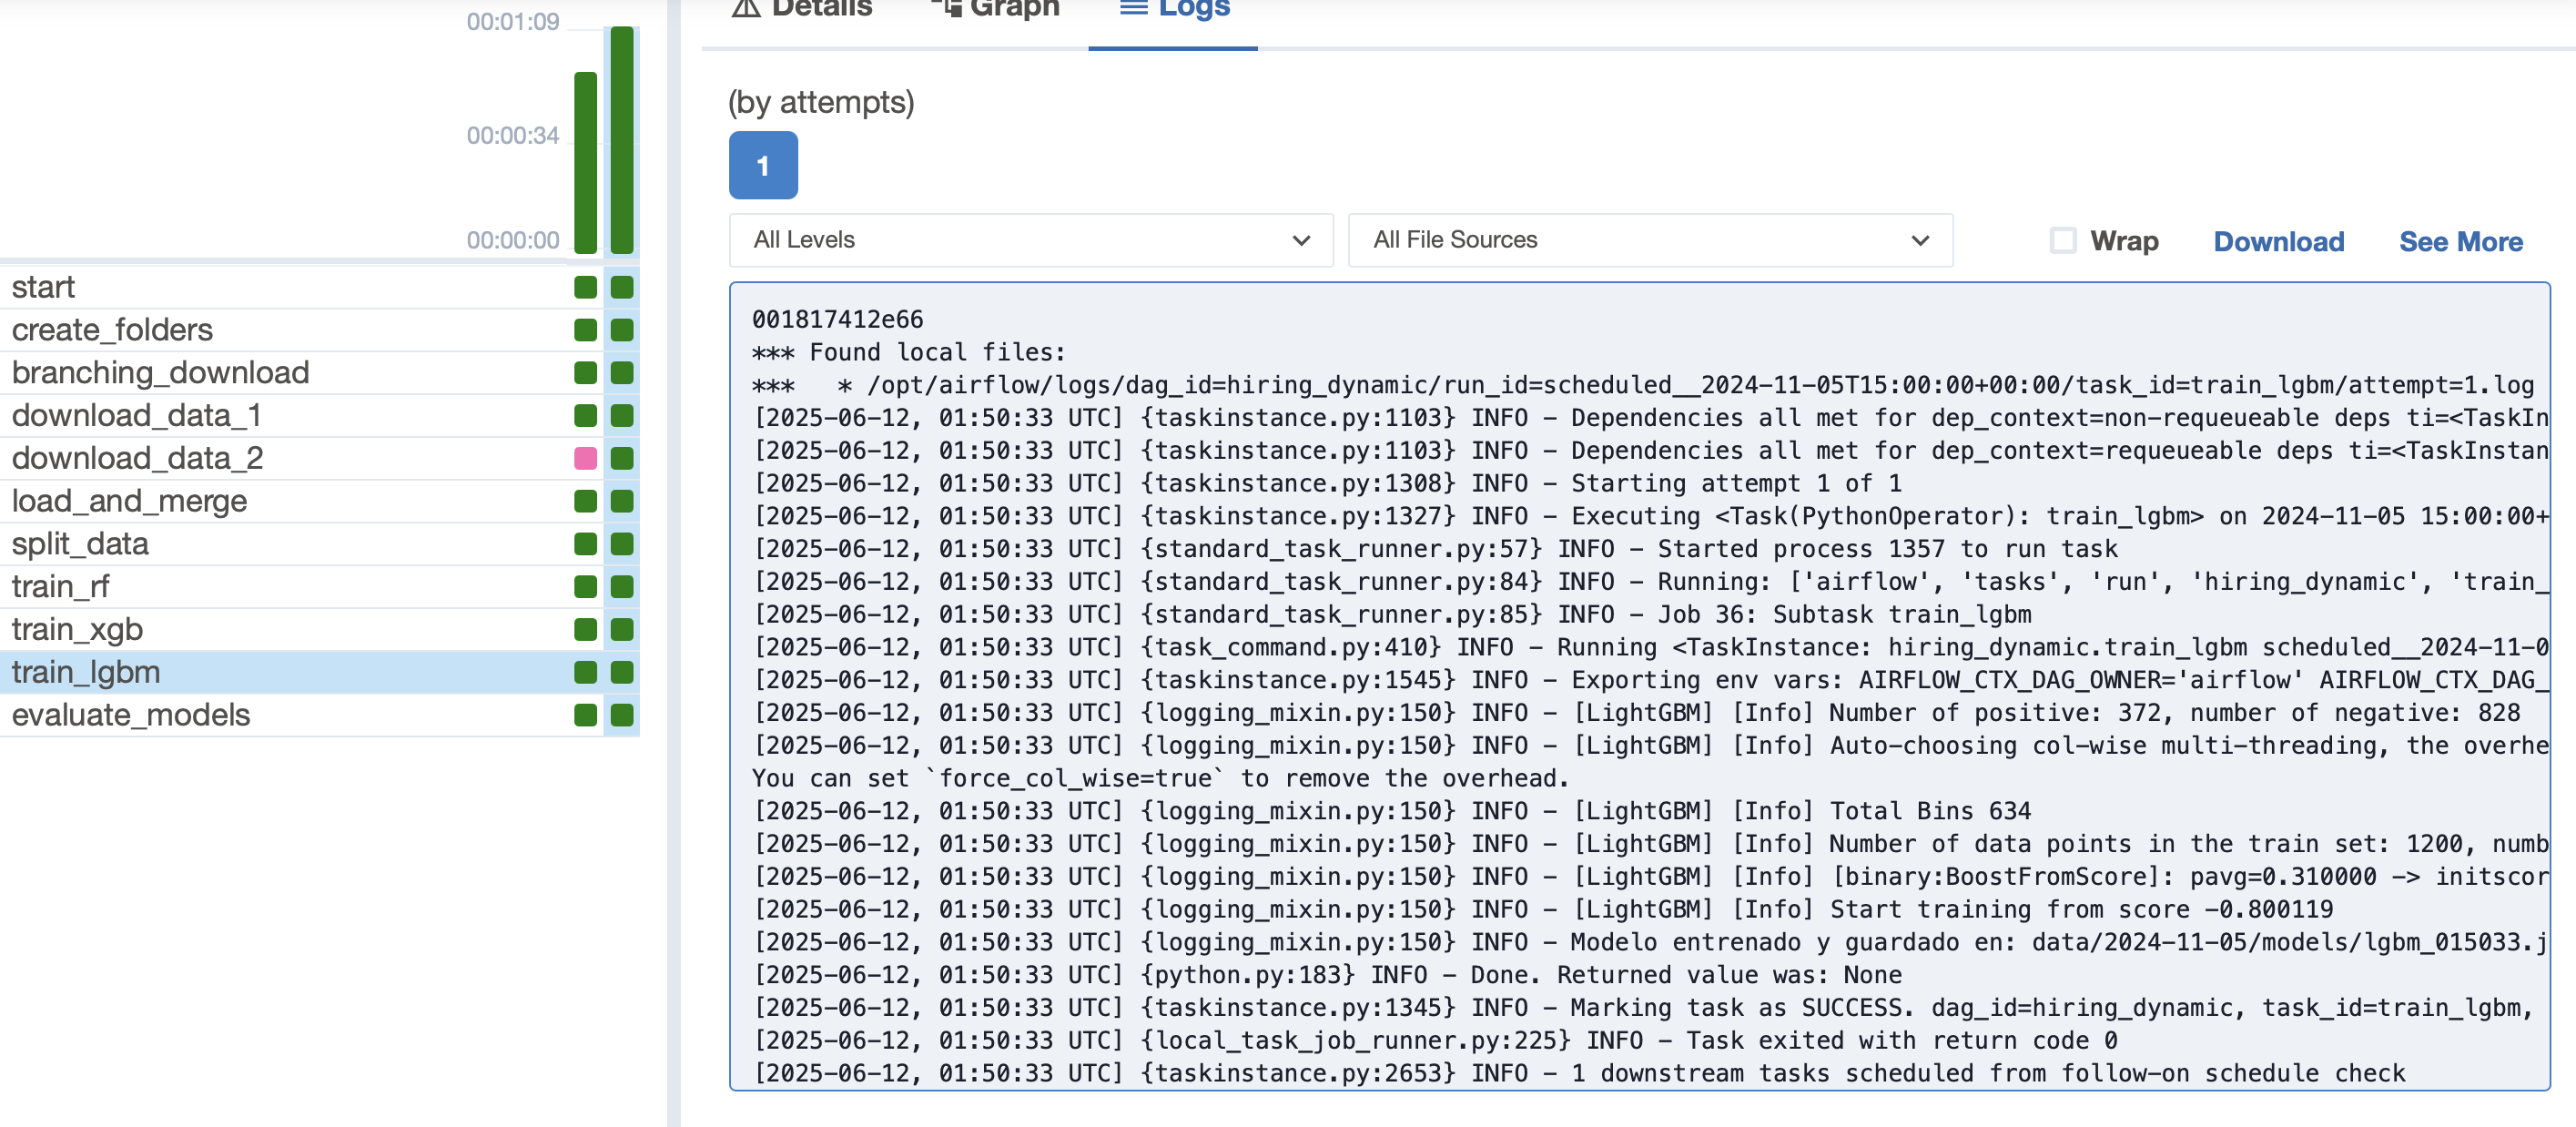 00:01:09
00:00:34
00:00:00
start
create_folders
branching_download
download_data_1
download_data_2
load_and_merge
split_data
train_rf
train_xgb
train_lgbm
evaluate_models
Details Graph Logs
(by attempts)
1
All Levels All File Sources Wrap Download See More
001817412e66
*** Found local files:
***   * /opt/airflow/logs/dag_id=hiring_dynamic/run_id=scheduled__2024-11-05T15:00:00+00:00/task_id=train_lgbm/attempt=1.log
[2025-06-12, 01:50:33 UTC] {taskinstance.py:1103} INFO - Dependencies all met for dep_context=non-requeueable deps ti=<TaskIn
[2025-06-12, 01:50:33 UTC] {taskinstance.py:1103} INFO - Dependencies all met for dep_context=requeueable deps ti=<TaskInstan
[2025-06-12, 01:50:33 UTC] {taskinstance.py:1308} INFO - Starting attempt 1 of 1
[2025-06-12, 01:50:33 UTC] {taskinstance.py:1327} INFO - Executing <Task(PythonOperator): train_lgbm> on 2024-11-05 15:00:00+
[2025-06-12, 01:50:33 UTC] {standard_task_runner.py:57} INFO - Started process 1357 to run task
[2025-06-12, 01:50:33 UTC] {standard_task_runner.py:84} INFO - Running: ['airflow', 'tasks', 'run', 'hiring_dynamic', 'train_
[2025-06-12, 01:50:33 UTC] {standard_task_runner.py:85} INFO - Job 36: Subtask train_lgbm
[2025-06-12, 01:50:33 UTC] {task_command.py:410} INFO - Running <TaskInstance: hiring_dynamic.train_lgbm scheduled__2024-11-0
[2025-06-12, 01:50:33 UTC] {taskinstance.py:1545} INFO - Exporting env vars: AIRFLOW_CTX_DAG_OWNER='airflow' AIRFLOW_CTX_DAG_
[2025-06-12, 01:50:33 UTC] {logging_mixin.py:150} INFO - [LightGBM] [Info] Number of positive: 372, number of negative: 828
[2025-06-12, 01:50:33 UTC] {logging_mixin.py:150} INFO - [LightGBM] [Info] Auto-choosing col-wise multi-threading, the overhe
You can set `force_col_wise=true` to remove the overhead.
[2025-06-12, 01:50:33 UTC] {logging_mixin.py:150} INFO - [LightGBM] [Info] Total Bins 634
[2025-06-12, 01:50:33 UTC] {logging_mixin.py:150} INFO - [LightGBM] [Info] Number of data points in the train set: 1200, numb
[2025-06-12, 01:50:33 UTC] {logging_mixin.py:150} INFO - [LightGBM] [Info] [binary:BoostFromScore]: pavg=0.310000 -> initscor
[2025-06-12, 01:50:33 UTC] {logging_mixin.py:150} INFO - [LightGBM] [Info] Start training from score -0.800119
[2025-06-12, 01:50:33 UTC] {logging_mixin.py:150} INFO - Modelo entrenado y guardado en: data/2024-11-05/models/lgbm_015033.j
[2025-06-12, 01:50:33 UTC] {python.py:183} INFO - Done. Returned value was: None
[2025-06-12, 01:50:33 UTC] {taskinstance.py:1345} INFO - Marking task as SUCCESS. dag_id=hiring_dynamic, task_id=train_lgbm,
[2025-06-12, 01:50:33 UTC] {local_task_job_runner.py:225} INFO - Task exited with return code 0
[2025-06-12, 01:50:33 UTC] {taskinstance.py:2653} INFO - 1 downstream tasks scheduled from follow-on schedule check